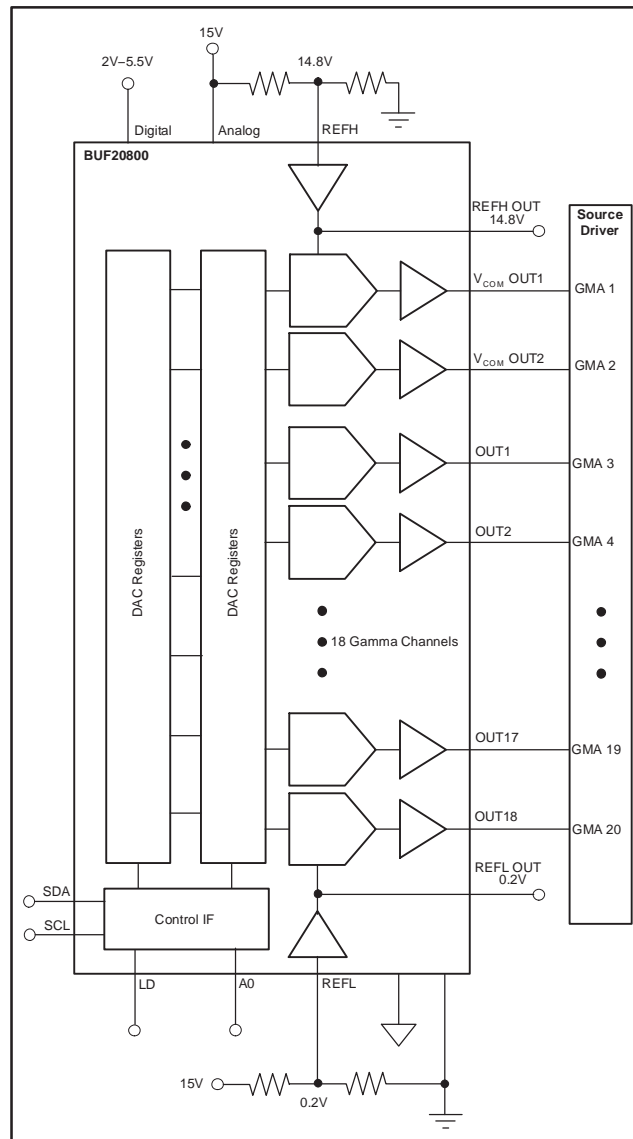 15V
2V–5.5V
14.8V
Digital
Analog
REFH
BUF20800
REFH OUT
14.8V
Source
Driver
VCOM OUT1
GMA 1
VCOM OUT2
GMA 2
OUT1
GMA 3
OUT2
GMA 4
DAC Registers
DAC Registers
18 Gamma Channels
OUT17
GMA 19
OUT18
GMA 20
REFL OUT
0.2V
SDA
SCL
Control IF
LD
A0
REFL
15V
0.2V